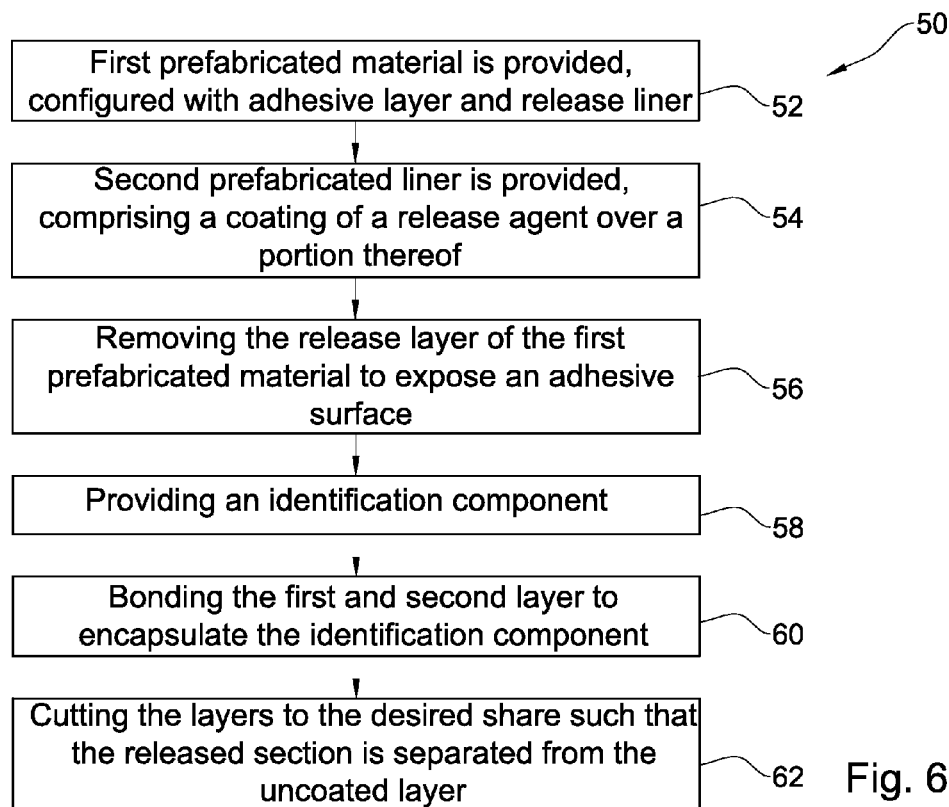 50
First prefabricated material is provided,
configured with adhesive layer and release liner
52
Second prefabricated liner is provided,
comprising a coating of a release agent over a
portion thereof
54
Removing the release layer of the first
prefabricated material to expose an adhesive
surface
56
Providing an identification component
58
Bonding the first and second layer to
encapsulate the identification component
60
Cutting the layers to the desired share such that
the released section is separated from the
uncoated layer
62
Fig. 6